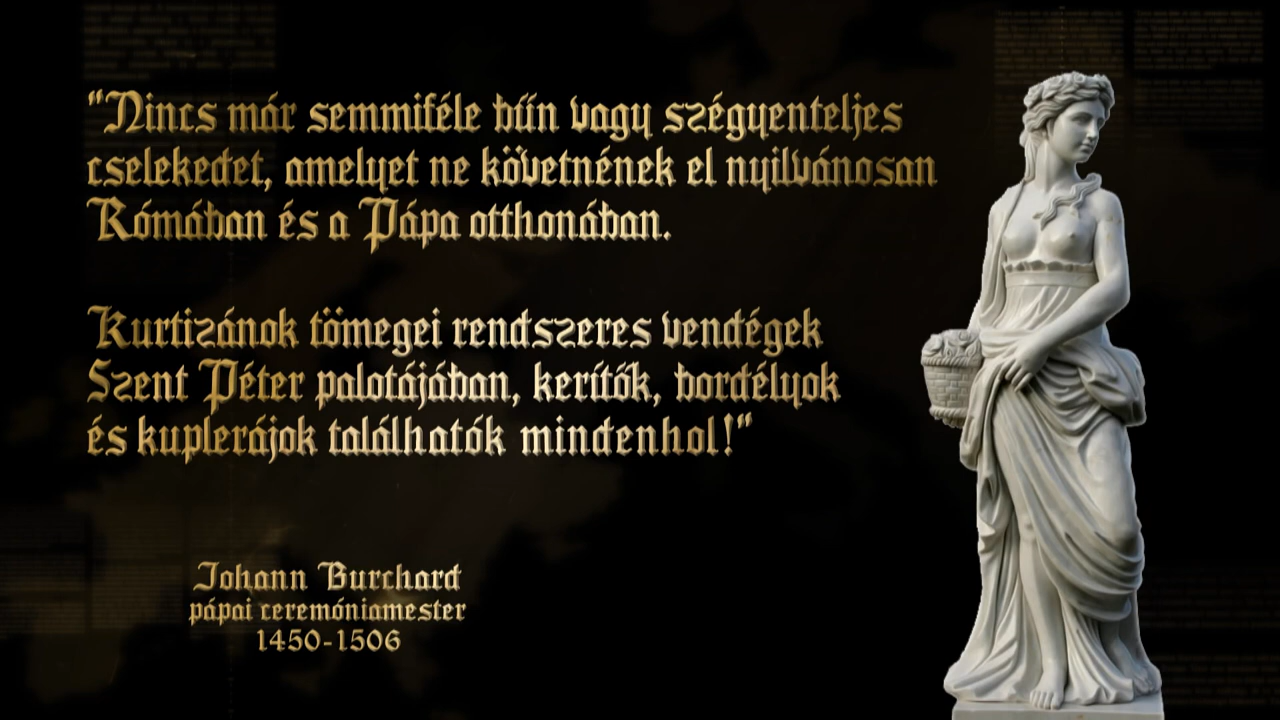 "Nincs már semmiféle bűn vagy szégyenteljes
cselekedet, amelyet ne követnének el nyilvánosan
Rómában és a Pápa otthonában.
Kurtizánok tömegei rendszeres vendégek
Szent Péter palotájában, kerítők, bordélyok
és kuplerájok találhatók mindenhol!"
Johann Burchard
pápai ceremóniamester
1450-1506